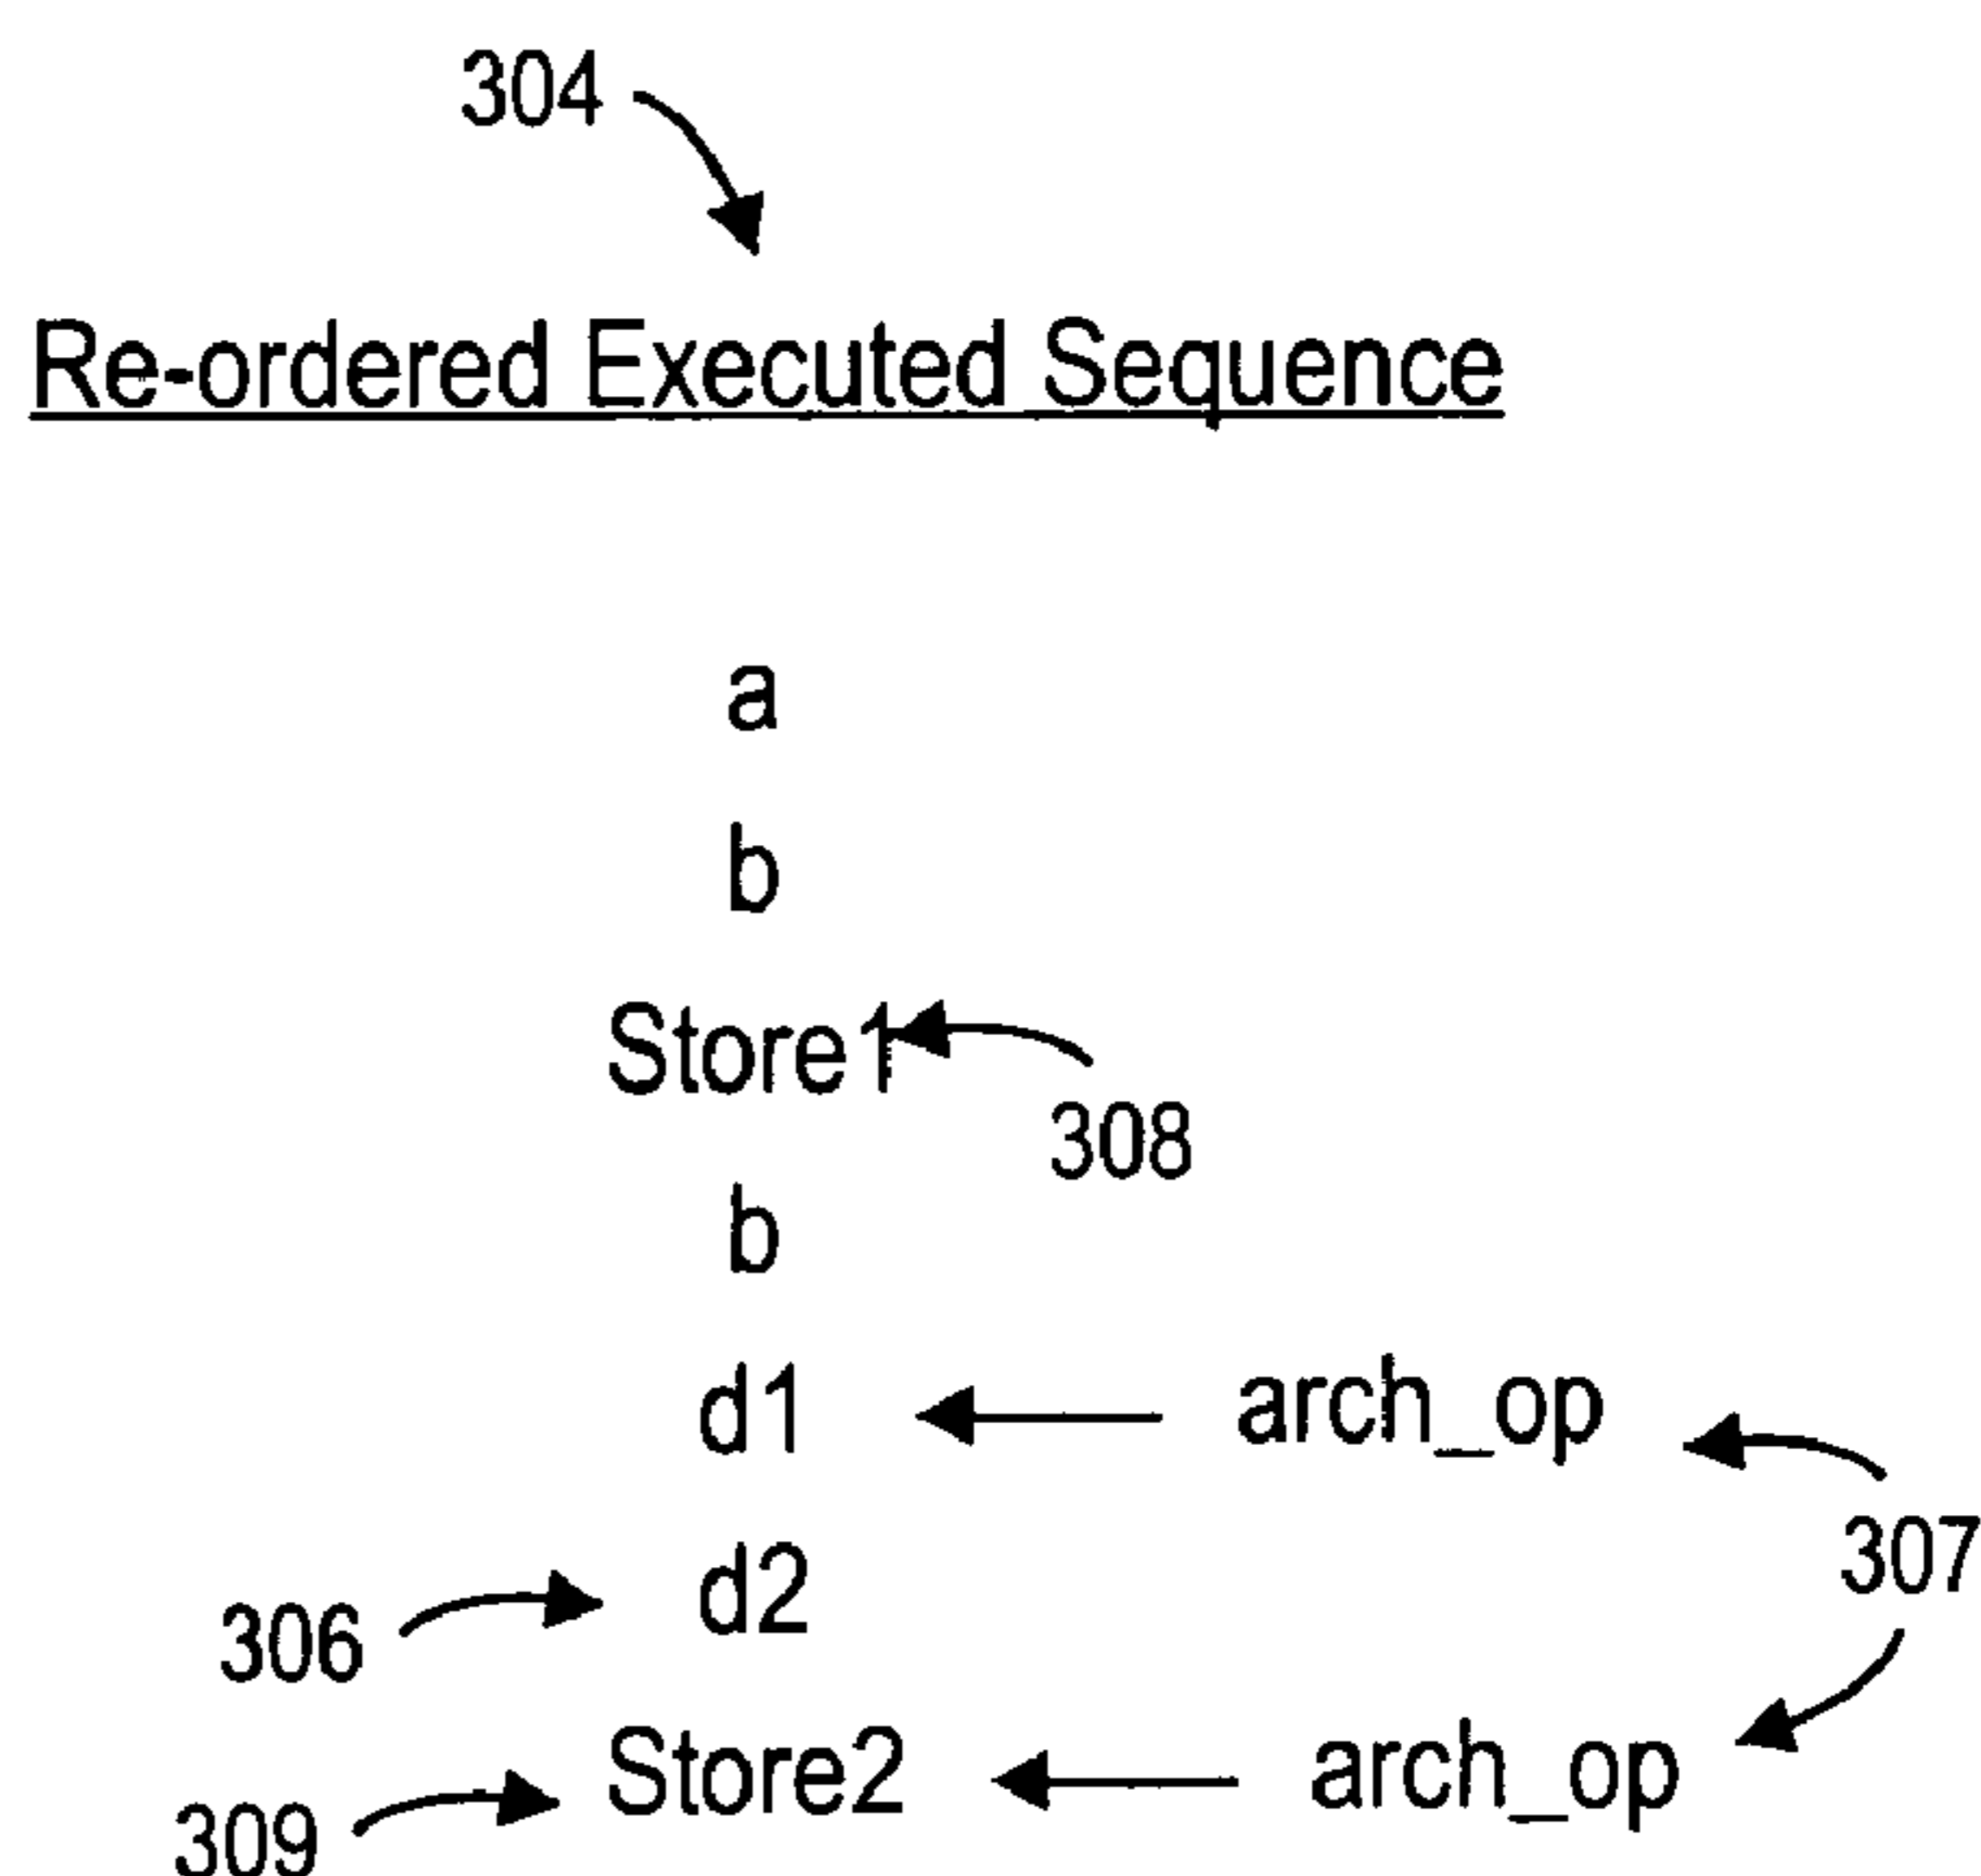 304
Re-ordered Executed Sequence
a
b
Store1
308
b
d1 arch_op
307
d2
306
Store2 arch_op
309